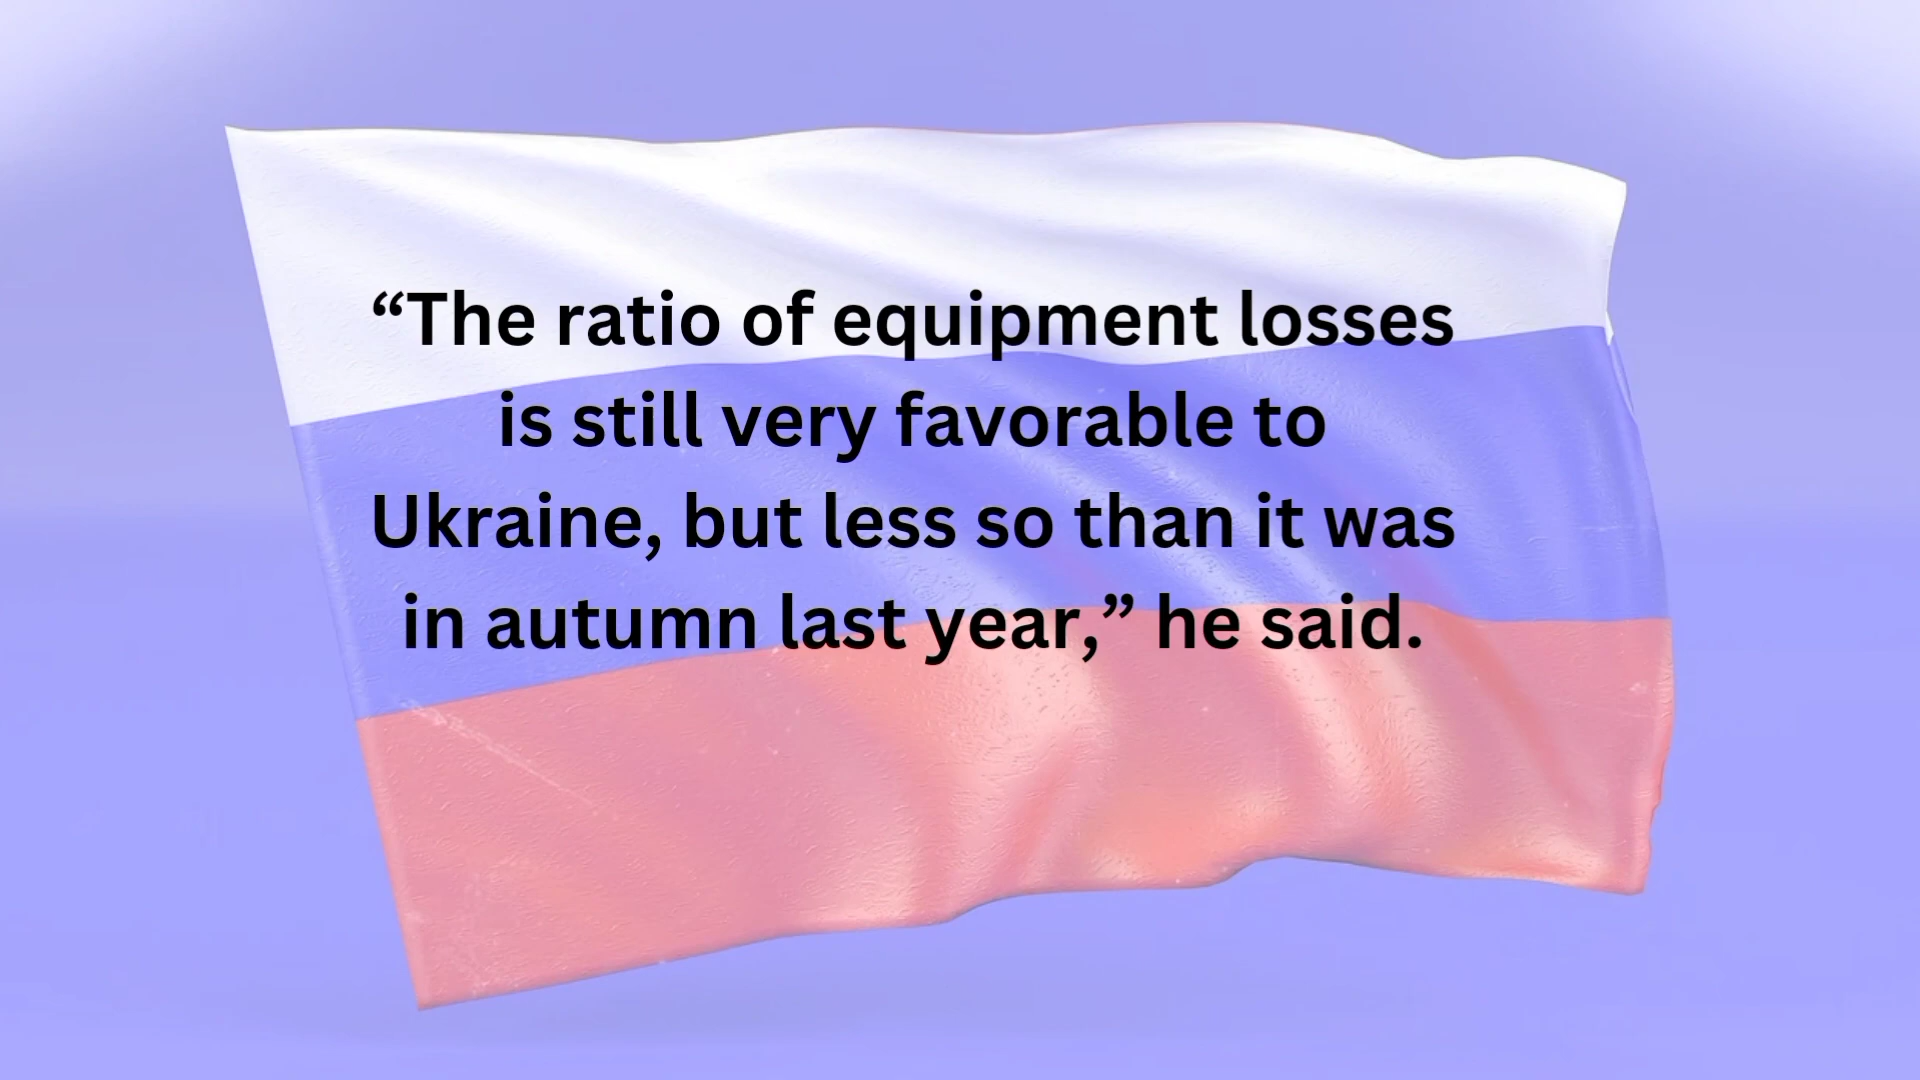 “The ratio of equipment losses
is still very favorable to
Ukraine, but less so than it was
in autumn last year,” he said.